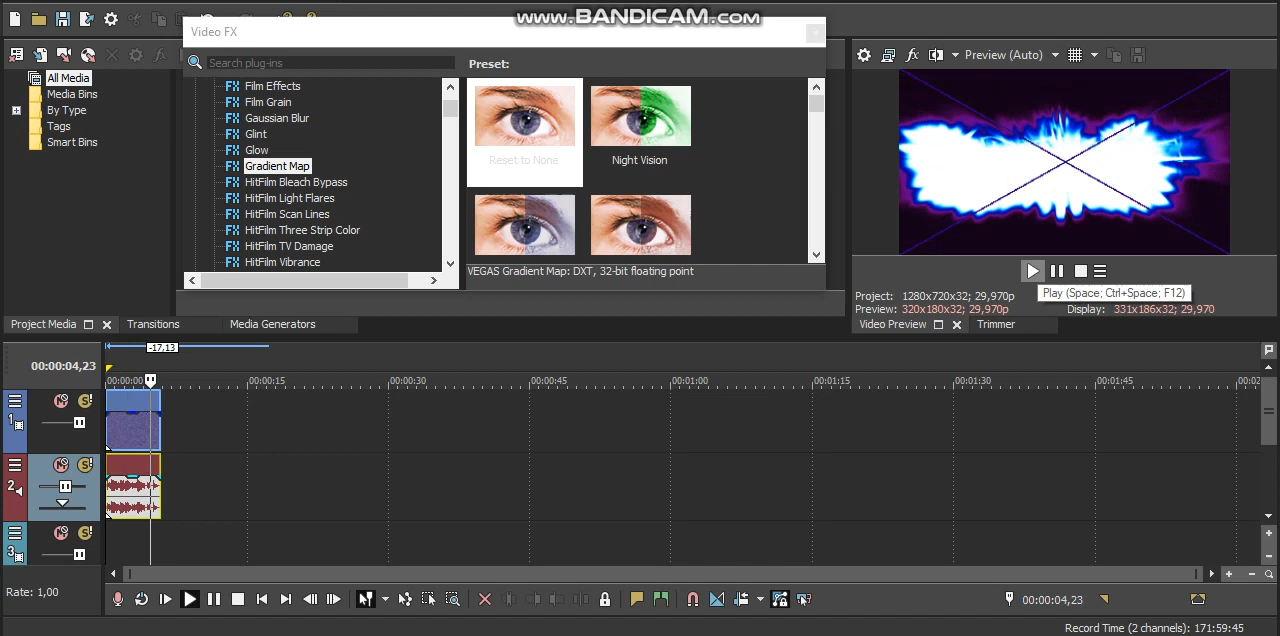 www.BANDICAM.com
Video FX
Search plug-ins
Preset:
Film Effects
Film Grain
Gaussian Blur
Glint
Glow
Gradient Map
HitFilm Bleach Bypass
HitFilm Light Flares
HitFilm Scan Lines
HitFilm Three Strip Color
HitFilm TV Damage
HitFilm Vibrance
Reset to None
Night Vision
VEGAS Gradient Map: DXT, 32-bit floating point
All Media
Media Bins
By Type
Tags
Smart Bins
Preview (Auto)
Play (Space; Ctrl+Space; F12)
Project: 1280x720x32; 29,970p
Preview: 320x180x32; 29,970p
Display: 331x186x32; 29,970
Project Media
Transitions
Media Generators
Video Preview
Trimmer
-17,13
00:00:04,23
00:00:00
00:00:15
00:00:30
00:00:45
00:01:00
00:01:15
00:01:30
00:01:45
00:02
1
2
3
Rate: 1,00
00:00:04,23
Record Time (2 channels): 171:59:45